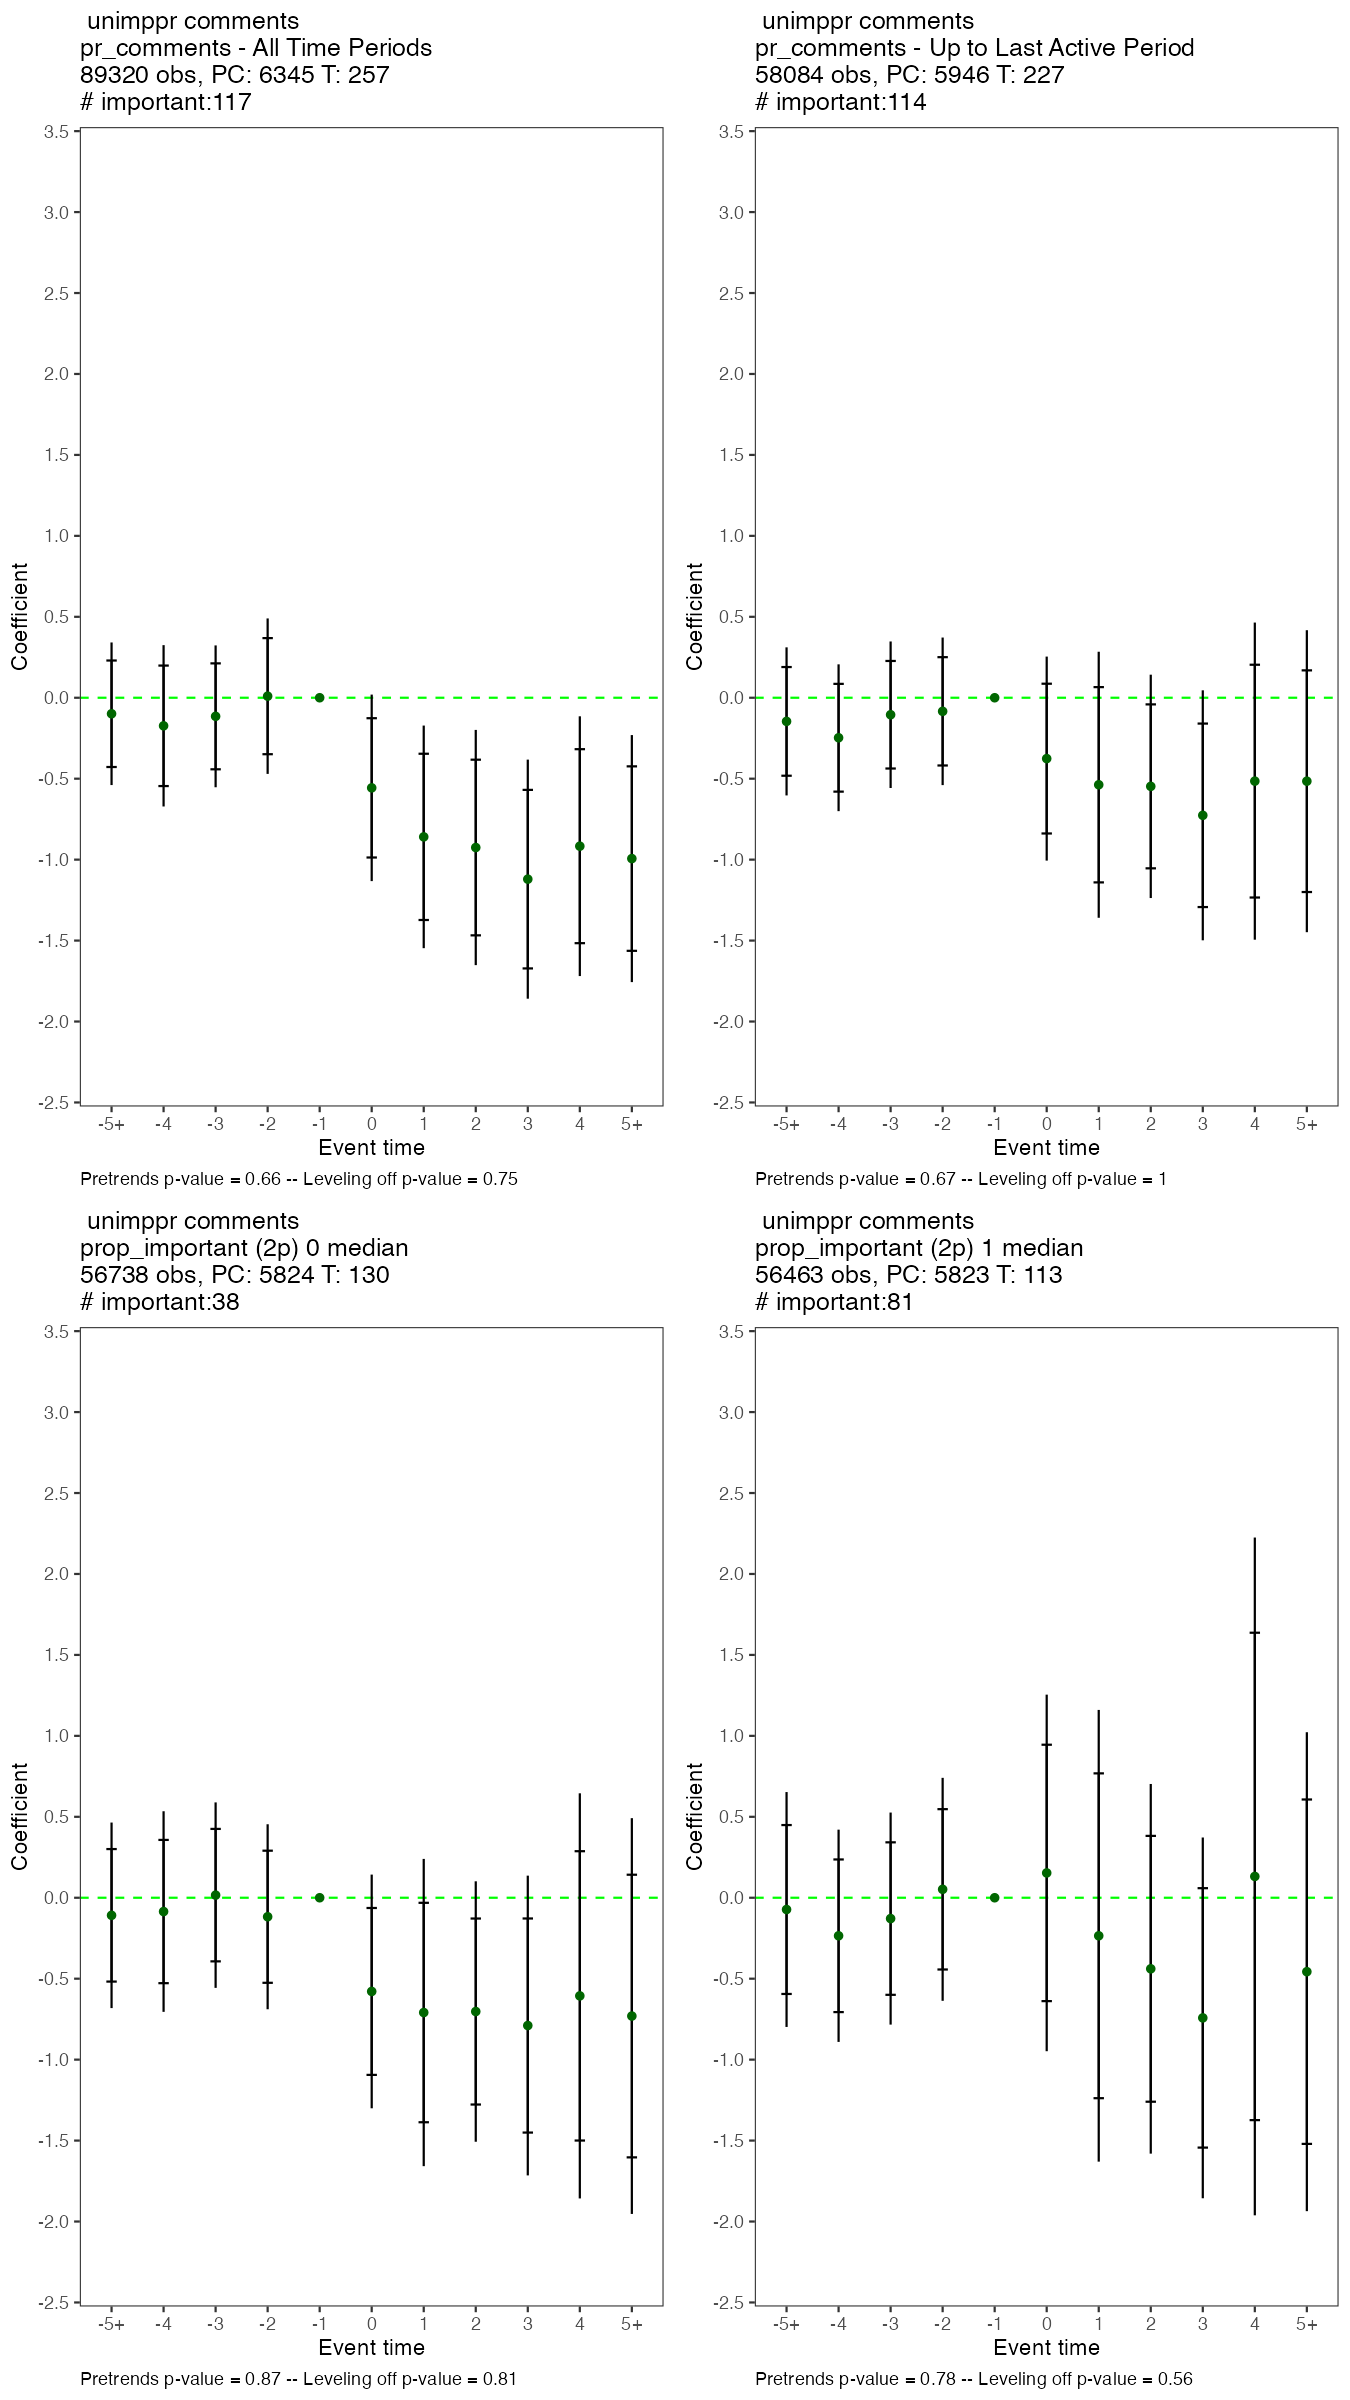 unimppr comments
pr_comments - All Time Periods
89320 obs, PC: 6345 T: 257
# important:117
3.5
3.0
2.5
2.0
1.5
1.0
0.5
0.0
-0.5
-1.0
-1.5
-2.0
-2.5
Coefficient
-5+ -4 -3 -2 -1 0 1 2 3 4 5+
Event time
Pretrends p-value = 0.66 -- Leveling off p-value = 0.75
unimppr comments
pr_comments - Up to Last Active Period
58084 obs, PC: 5946 T: 227
# important:114
3.5
3.0
2.5
2.0
1.5
1.0
0.5
0.0
-0.5
-1.0
-1.5
-2.0
-2.5
Coefficient
-5+ -4 -3 -2 -1 0 1 2 3 4 5+
Event time
Pretrends p-value = 0.67 -- Leveling off p-value = 1
unimppr comments
prop_important (2p) 0 median
56738 obs, PC: 5824 T: 130
# important:38
3.5
3.0
2.5
2.0
1.5
1.0
0.5
0.0
-0.5
-1.0
-1.5
-2.0
-2.5
Coefficient
-5+ -4 -3 -2 -1 0 1 2 3 4 5+
Event time
Pretrends p-value = 0.87 -- Leveling off p-value = 0.81
unimppr comments
prop_important (2p) 1 median
56463 obs, PC: 5823 T: 113
# important:81
3.5
3.0
2.5
2.0
1.5
1.0
0.5
0.0
-0.5
-1.0
-1.5
-2.0
-2.5
Coefficient
-5+ -4 -3 -2 -1 0 1 2 3 4 5+
Event time
Pretrends p-value = 0.78 -- Leveling off p-value = 0.56